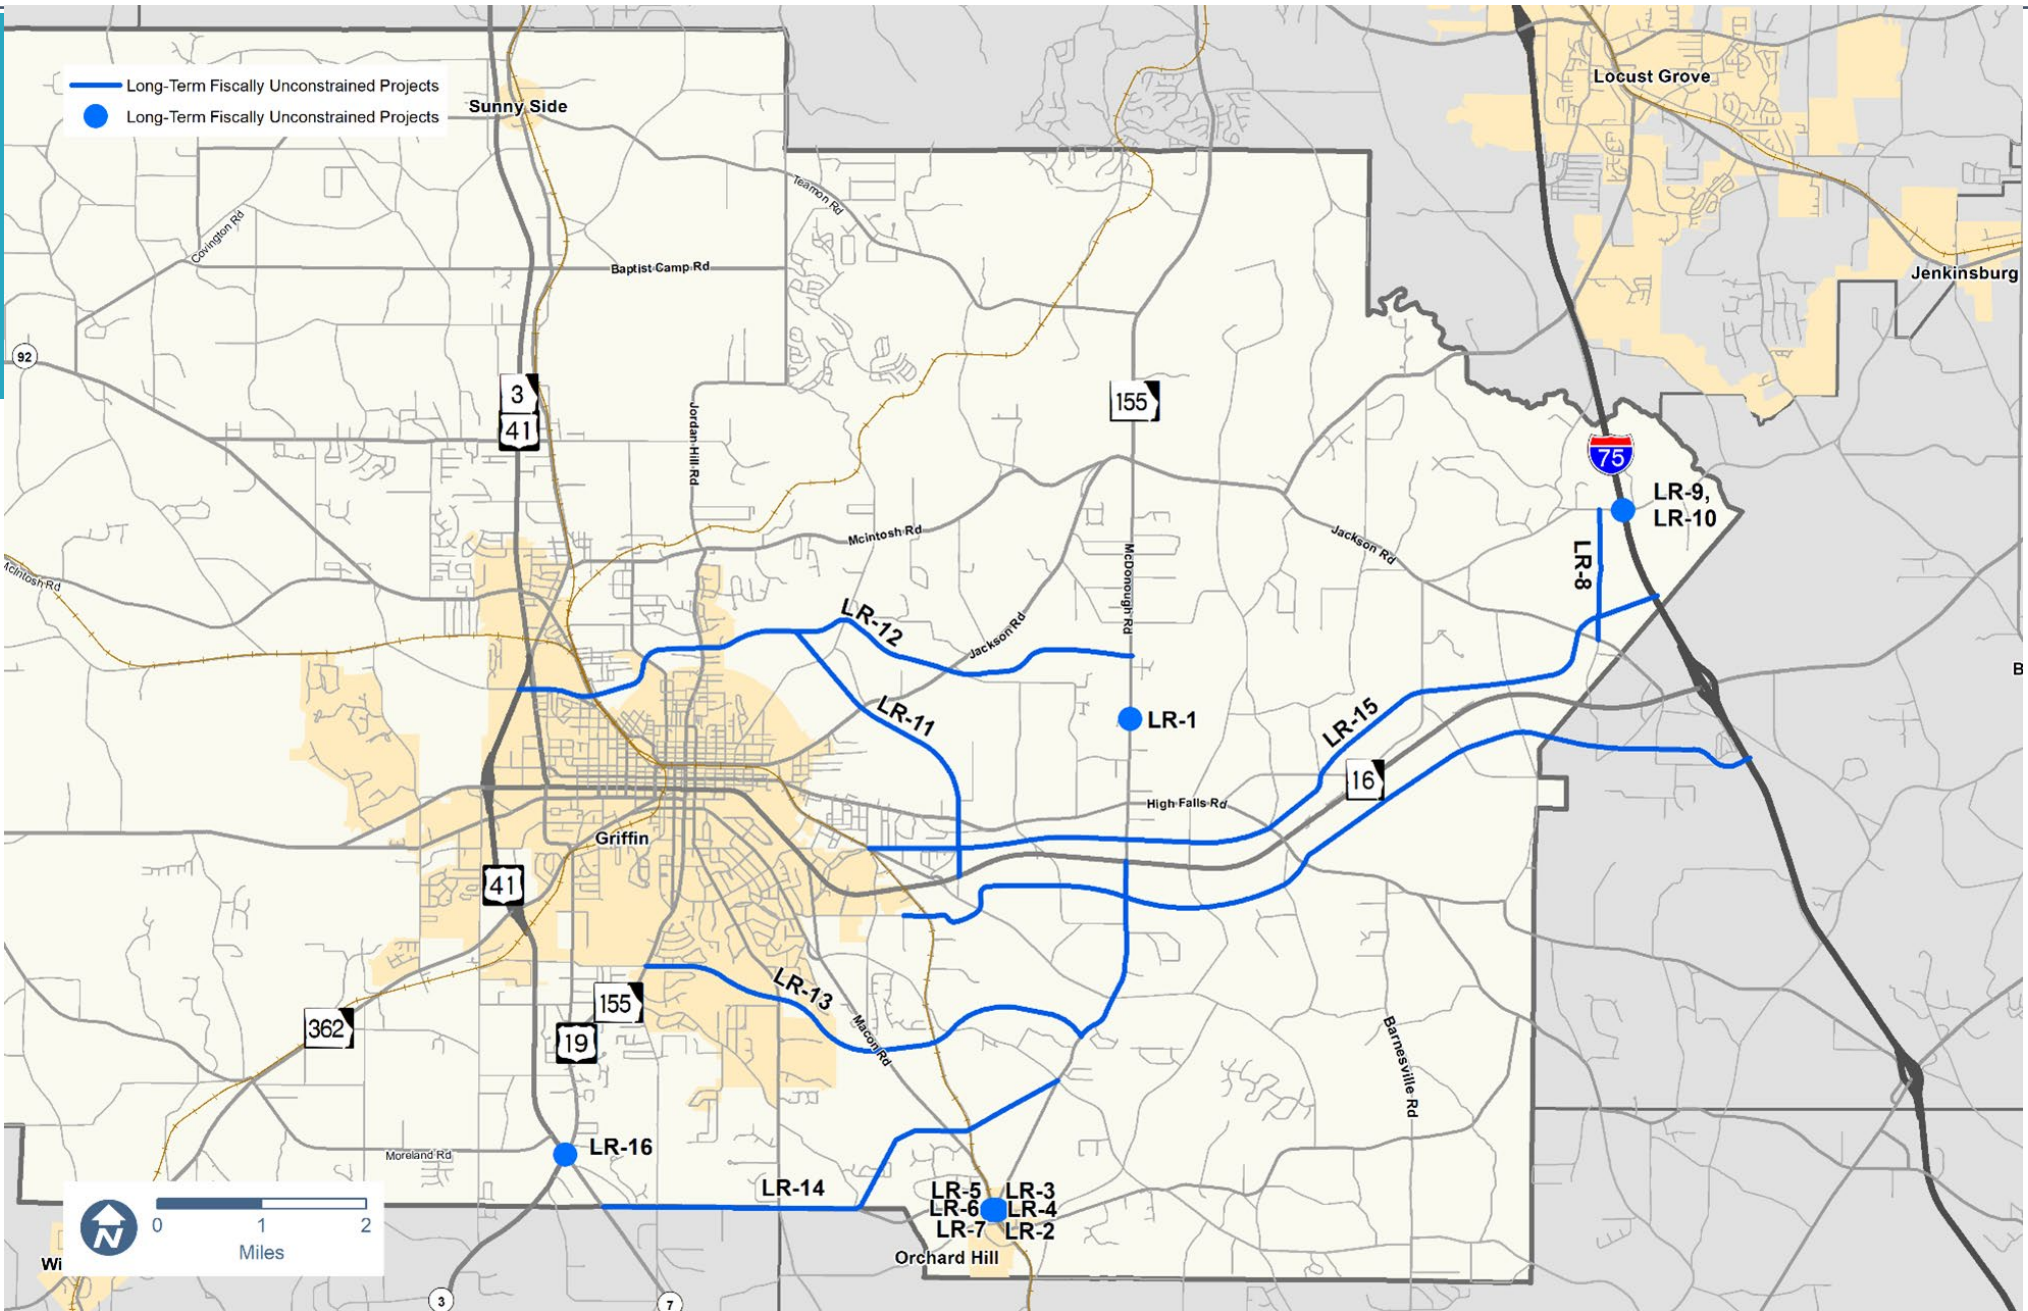 Locust Grove
Long-Term Fiscally Unconstrained Projects
Sunny Side
Long-Term Fiscally Unconstrained Projects
Teamon Rd
Covington Rd
Baptist Camp Rd
Jenkinsburg
92
3
41
155
Jordan-Hill-Rd
75
LR-9,
LR-10
Mcintosh Rd
Jackson Rd
McDonough Rd
LR-8
McIntosh Rd
LR-12
Jackson Rd
B
LR-11
LR-1
LR-15
16
High Falls Rd
Griffin
41
LR-13
155
362
19
Macon Rd
Barnesville Rd
LR-16
Moreland Rd
LR-14
LR-5
LR-3
LR-6
LR-4
LR-7
LR-2
N
0
1
2
Miles
Orchard Hill
Wi
3
7